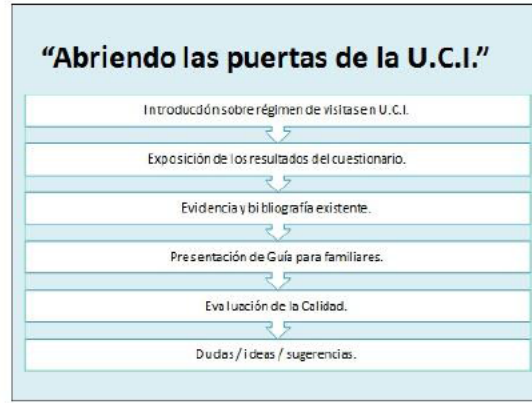 “Abriendo las puertas de la U.C.I.”
Introducción sobre régimen de visitas en U.C.I.
Exposición de los resultados del cuestionario.
Evidencia y bibliografía existente.
Presentación de Guía para familiares.
Evaluación de la Calidad.
Dudas / ideas / sugerencias.